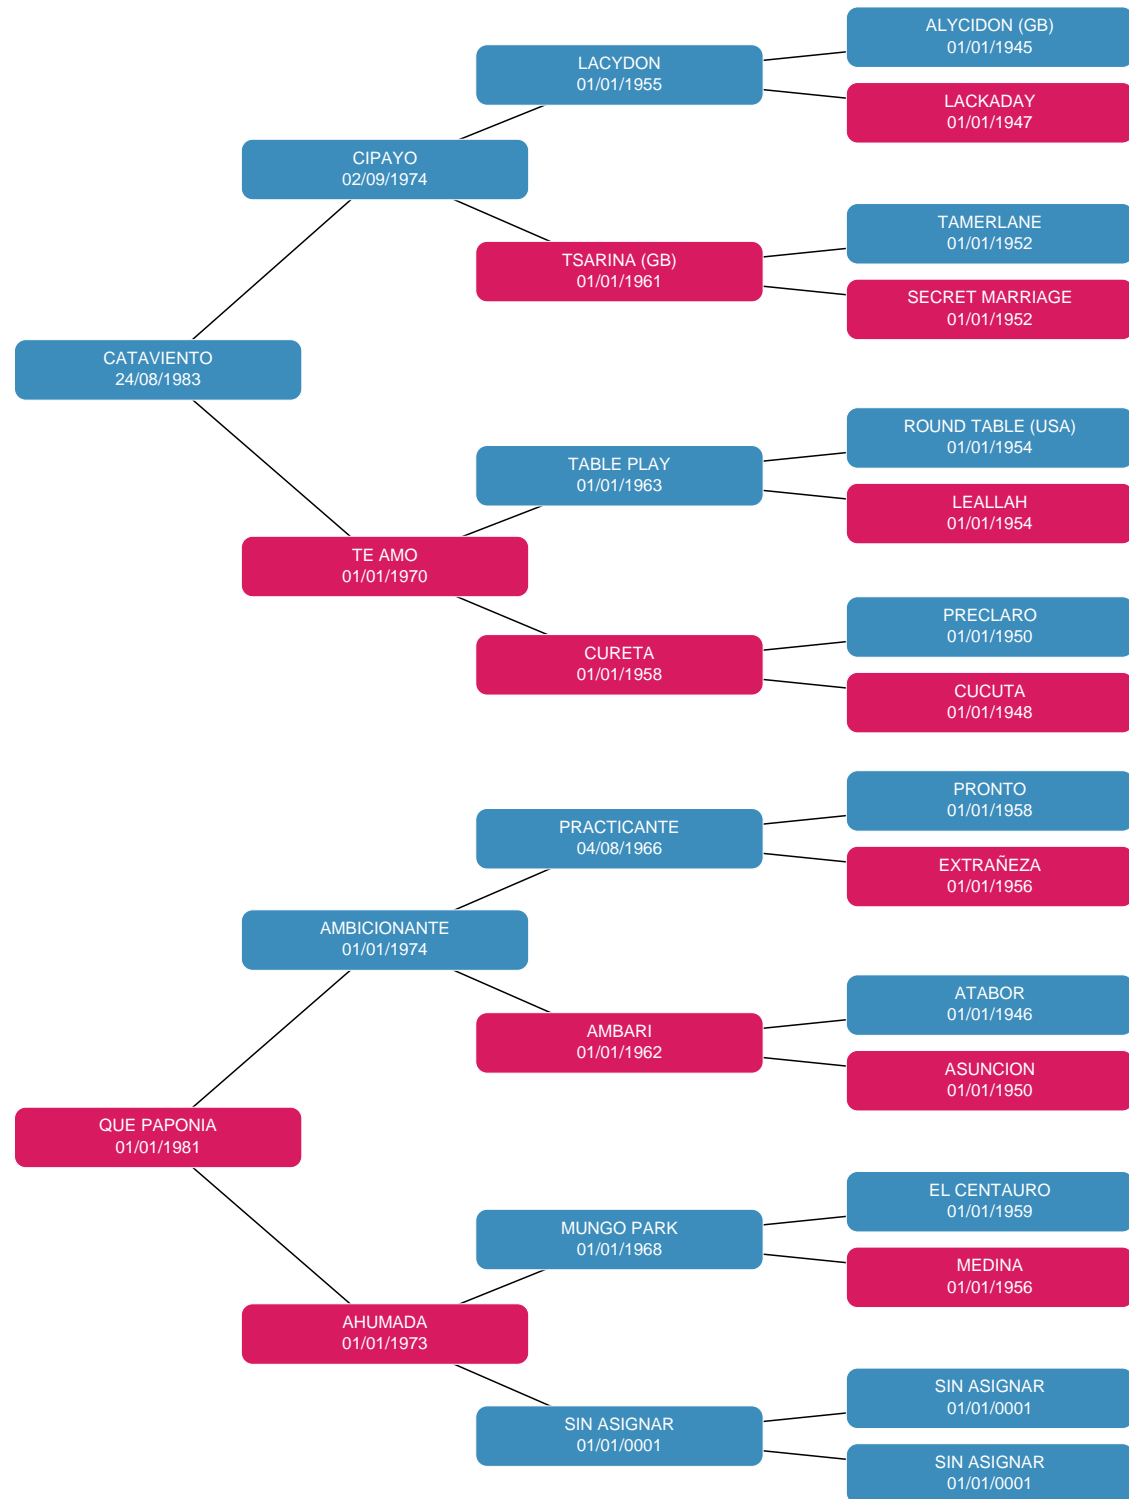 ALYCIDON (GB)
01/01/1945
LACYDON
01/01/1955
LACKADAY
01/01/1947
CIPAYO
02/09/1974
TAMERLANE
01/01/1952
TSARINA (GB)
01/01/1961
SECRET MARRIAGE
01/01/1952
CATAVIENTO
24/08/1983
ROUND TABLE (USA)
01/01/1954
TABLE PLAY
01/01/1963
LEALLAH
01/01/1954
TE AMO
01/01/1970
PRECLARO
01/01/1950
CURETA
01/01/1958
CUCUTA
01/01/1948
PRONTO
01/01/1958
PRACTICANTE
04/08/1966
EXTRAÑEZA
01/01/1956
AMBICIONANTE
01/01/1974
ATABOR
01/01/1946
AMBARI
01/01/1962
ASUNCION
01/01/1950
QUE PAPONIA
01/01/1981
EL CENTAURO
01/01/1959
MUNGO PARK
01/01/1968
MEDINA
01/01/1956
AHUMADA
01/01/1973
SIN ASIGNAR
01/01/0001
SIN ASIGNAR
01/01/0001
SIN ASIGNAR
01/01/0001